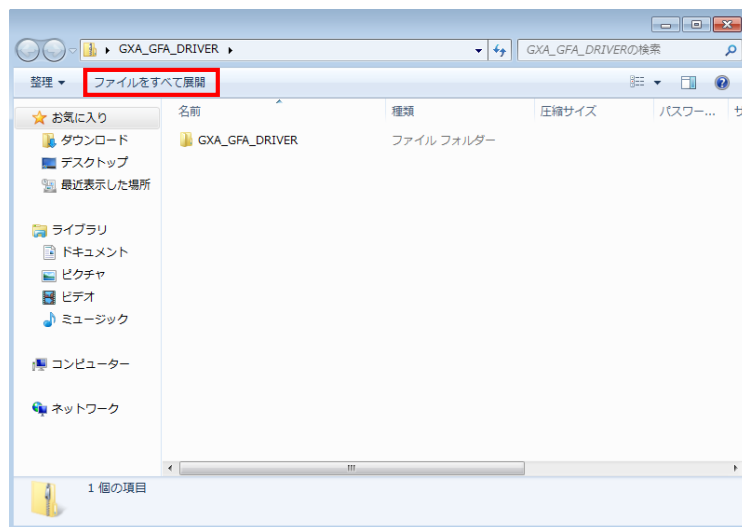 GXA_GFA_DRIVER
GXA_GFA_DRIVERの検索
整理
ファイルをすべて展開
お気に入り
ダウンロード
デスクトップ
最近表示した場所
ライブラリ
ドキュメント
ピクチャ
ビデオ
ミュージック
コンピューター
ネットワーク
名前 種類 圧縮サイズ パスワー... サ
GXA_GFA_DRIVER ファイル フォルダー
1 個の項目